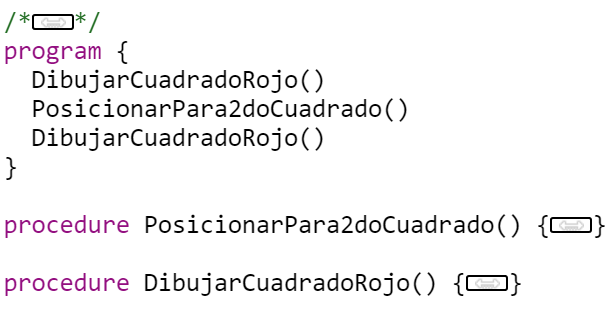 /**/
program {
  DibujarCuadradoRojo()
  PosicionarPara2doCuadrado()
  DibujarCuadradoRojo()
}
procedure PosicionarPara2doCuadrado() {}
procedure DibujarCuadradoRojo() {}